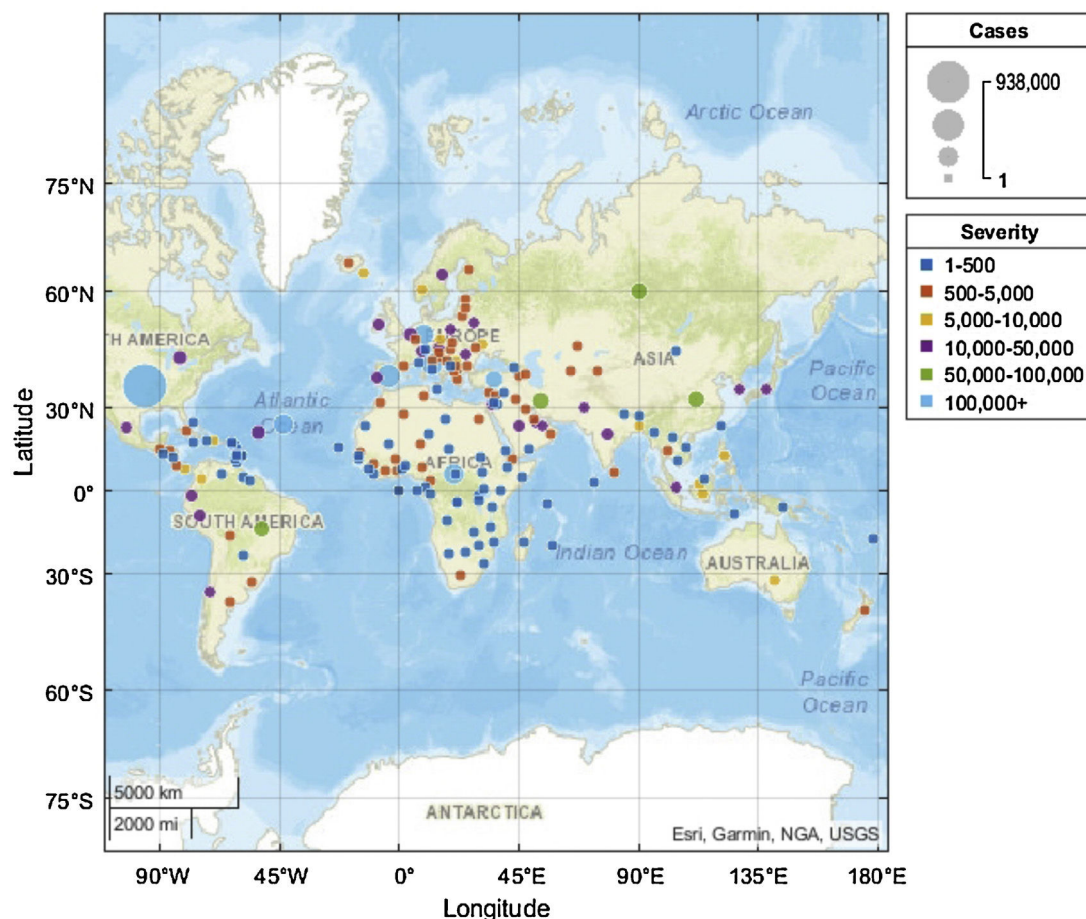 Cases
938,000
1
Severity
1-500
500-5,000
5,000-10,000
10,000-50,000
50,000-100,000
100,000+
Arctic Ocean
75°N
60°N
TH AMERICA
ROPE
ASIA
Pacific
Ocean
Atlantic
Ocean
30°N
Latitude
AFRICA
0°
SOUTH AMERICA
Indian Ocean
AUSTRALIA
30°S
60°S
Pacific
Ocean
75°S
5000 km
2000 mi
ANTARCTICA
Esri, Garmin, NGA, USGS
90°W
45°W
0°
45°E
90°E
135°E
180°E
Longitude